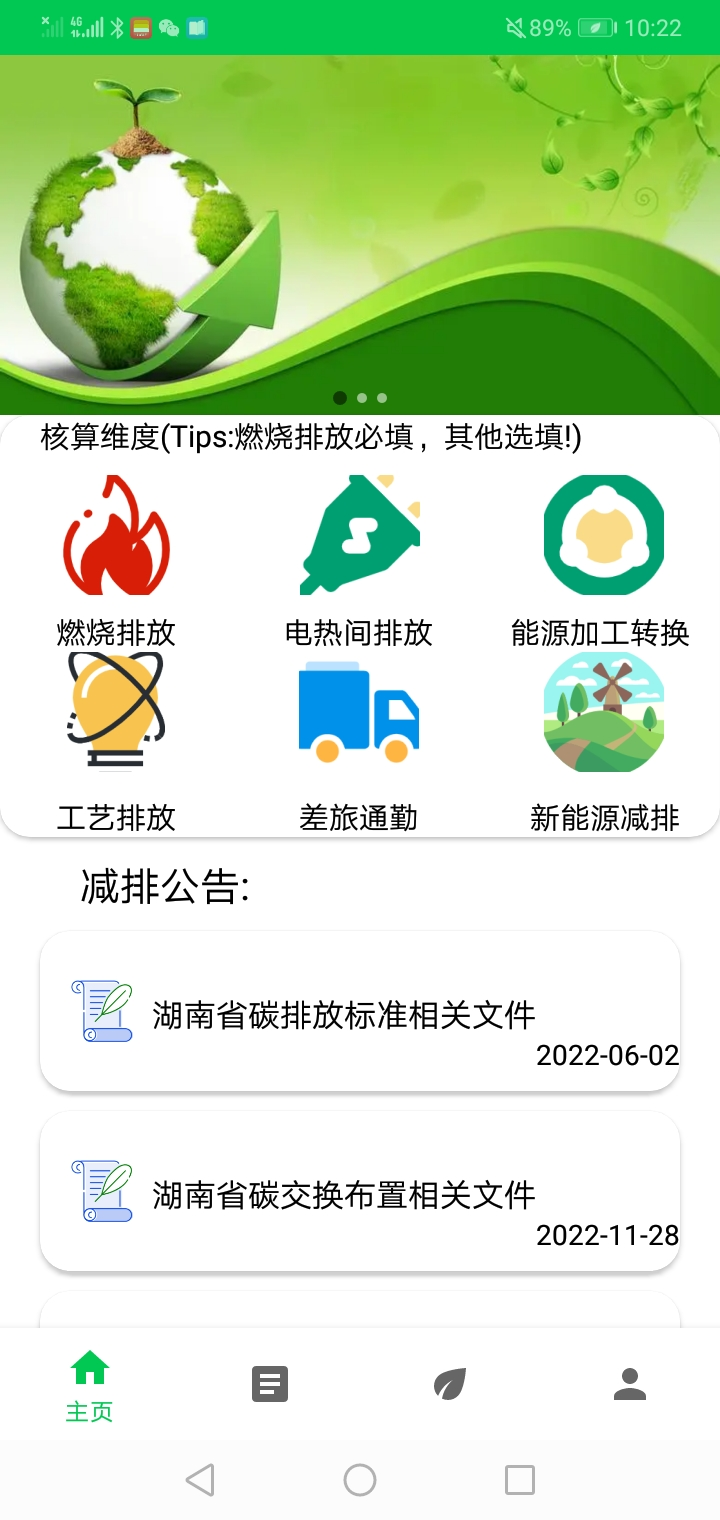 4G 89% 10:22
核算维度(Tips:燃烧排放必填，其他选填!)
燃烧排放 电热间排放 能源加工转换
工艺排放 差旅通勤 新能源减排
减排公告:
湖南省碳排放标准相关文件
2022-06-02
湖南省碳交换布置相关文件
2022-11-28
主页